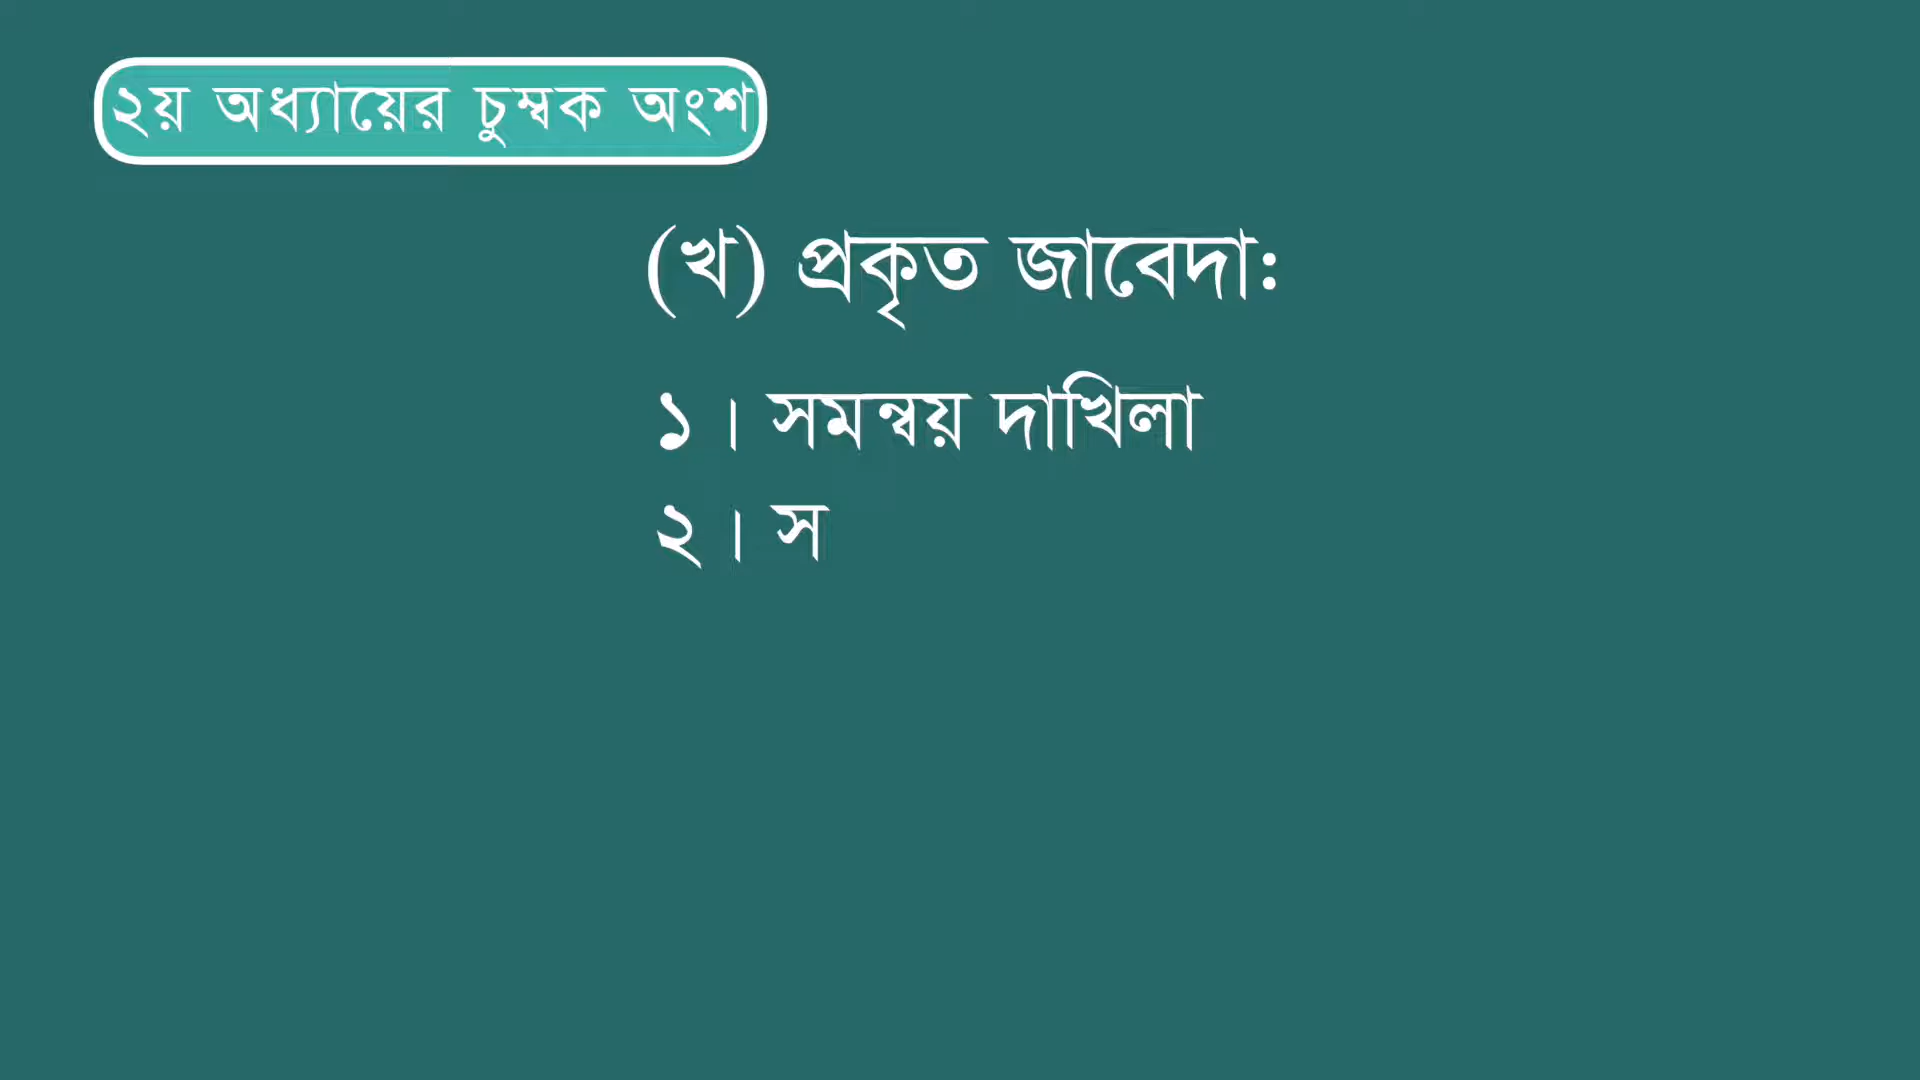 ২য় অধ্যায়ের চুম্বক অংশ
(খ) প্রকৃত জাবেদাঃ
১। সমন্বয় দাখিলা
২। স